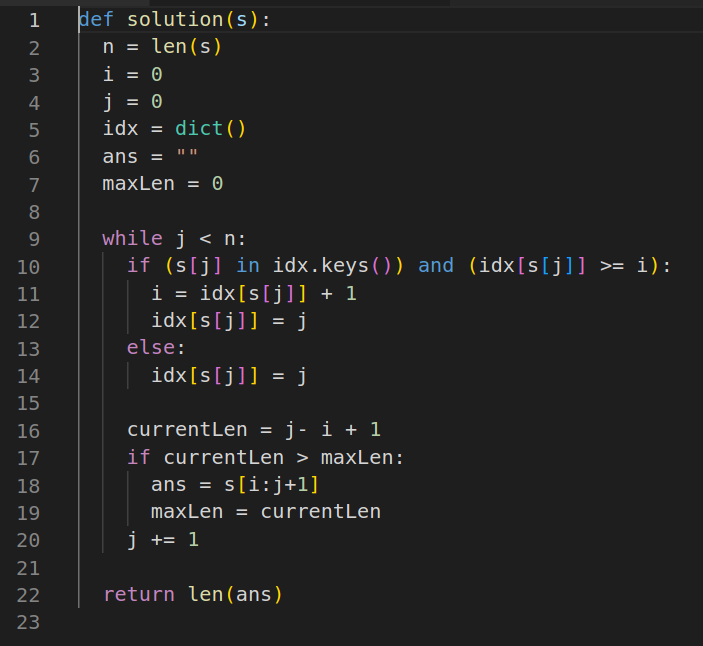 1 def solution(s):
2   n = len(s)
3   i = 0
4   j = 0
5   idx = dict()
6   ans = ""
7   maxLen = 0
8
9   while j < n:
10     if (s[j] in idx.keys()) and (idx[s[j]] >= i):
11       i = idx[s[j]] + 1
12       idx[s[j]] = j
13     else:
14       idx[s[j]] = j
15
16     currentLen = j- i + 1
17     if currentLen > maxLen:
18       ans = s[i:j+1]
19       maxLen = currentLen
20     j += 1
21
22   return len(ans)
23